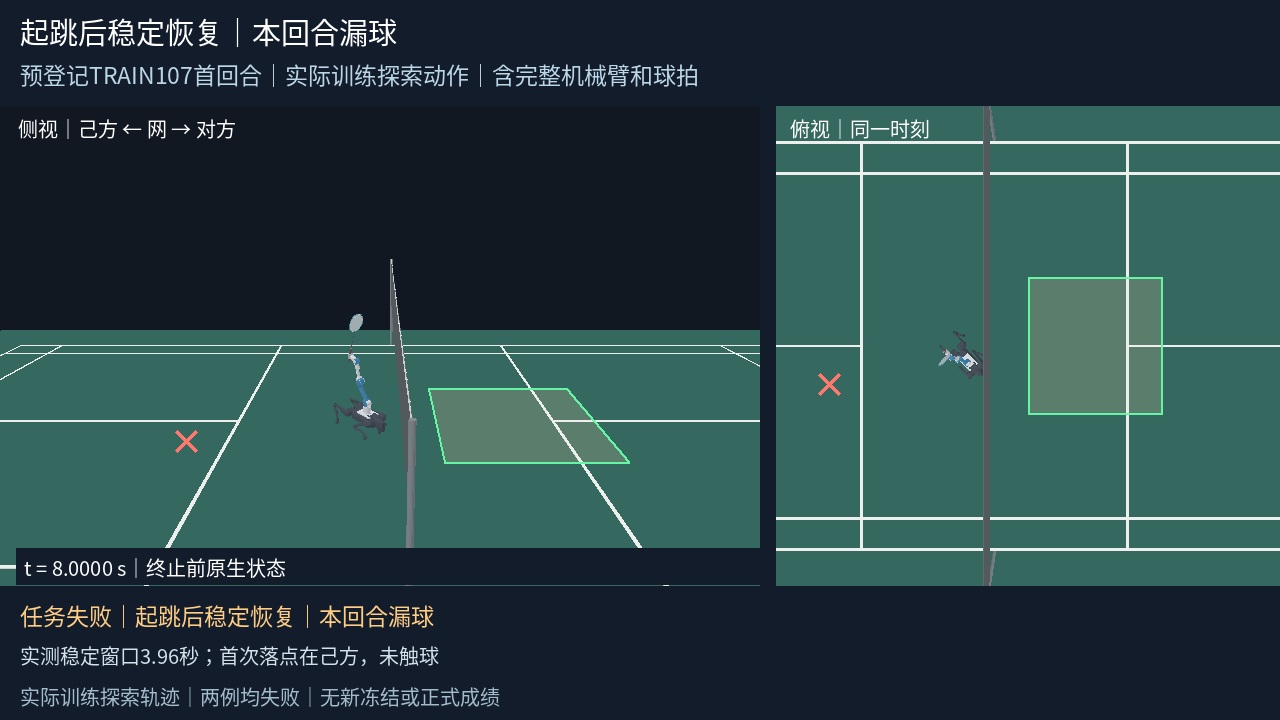 起跳后稳定恢复｜本回合漏球
预登记TRAIN107首回合｜实际训练探索动作｜含完整机械臂和球拍
侧视｜己方 ← 网 → 对方
俯视｜同一时刻
t = 8.0000 s｜终止前原生状态
任务失败｜起跳后稳定恢复｜本回合漏球
实测稳定窗口3.96秒；首次落点在己方，未触球
实际训练探索轨迹｜两例均失败｜无新冻结或正式成绩